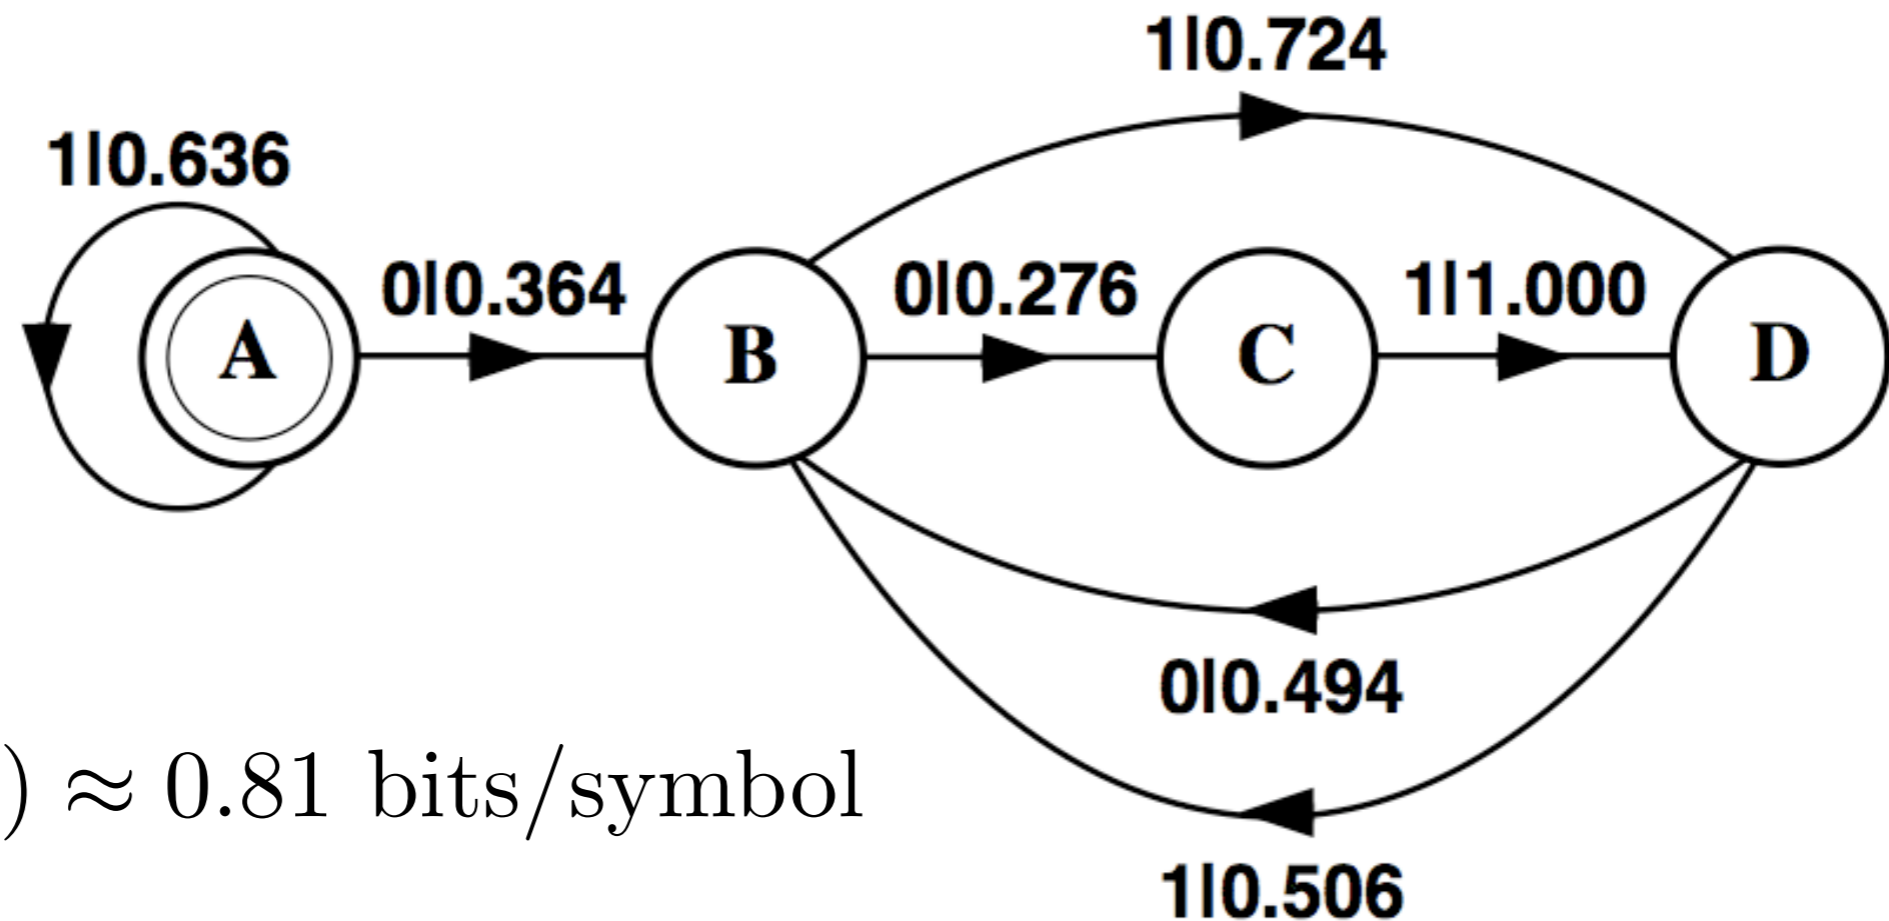 1|0.724
1|0.636
0|0.364
0|0.276
1|1.000
A
B
C
D
0|0.494
) ≈ 0.81 bits/symbol
1|0.506